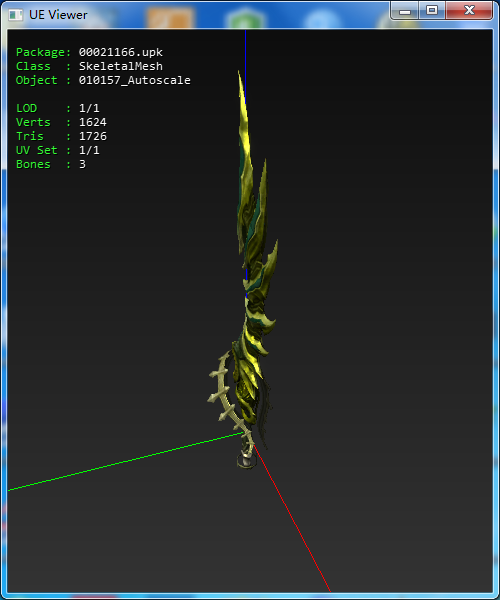 UE Viewer
Package: 00021166.upk
Class : SkeletalMesh
Object : 010157_Autoscale
LOD : 1/1
Verts : 1624
Tris : 1726
UV Set : 1/1
Bones : 3